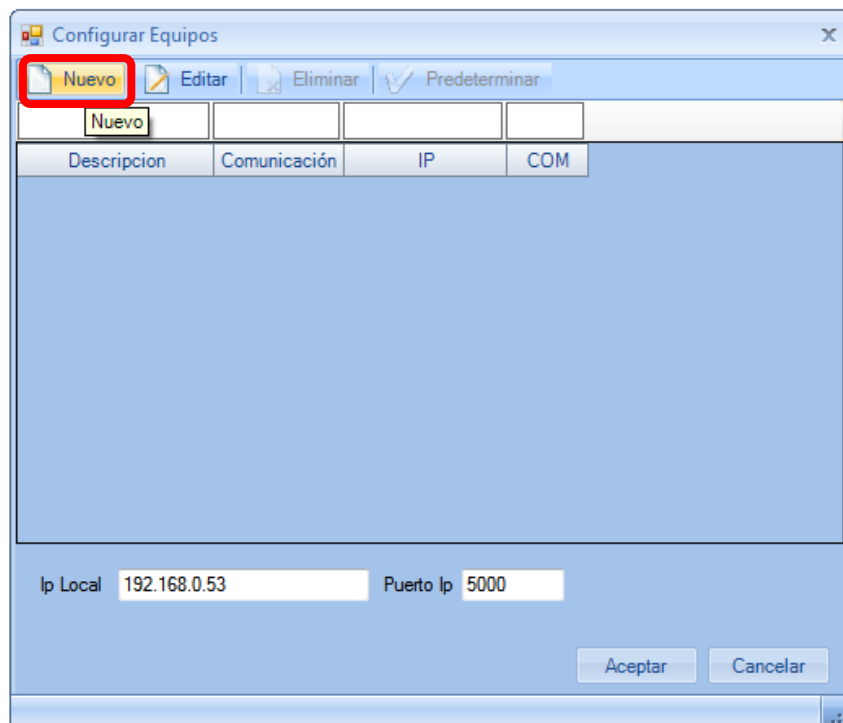 Configurar Equipos
Nuevo Editar Eliminar Predeterminar
Nuevo
Descripcion Comunicación IP COM
Ip Local 192.168.0.53 Puerto Ip 5000
Aceptar Cancelar